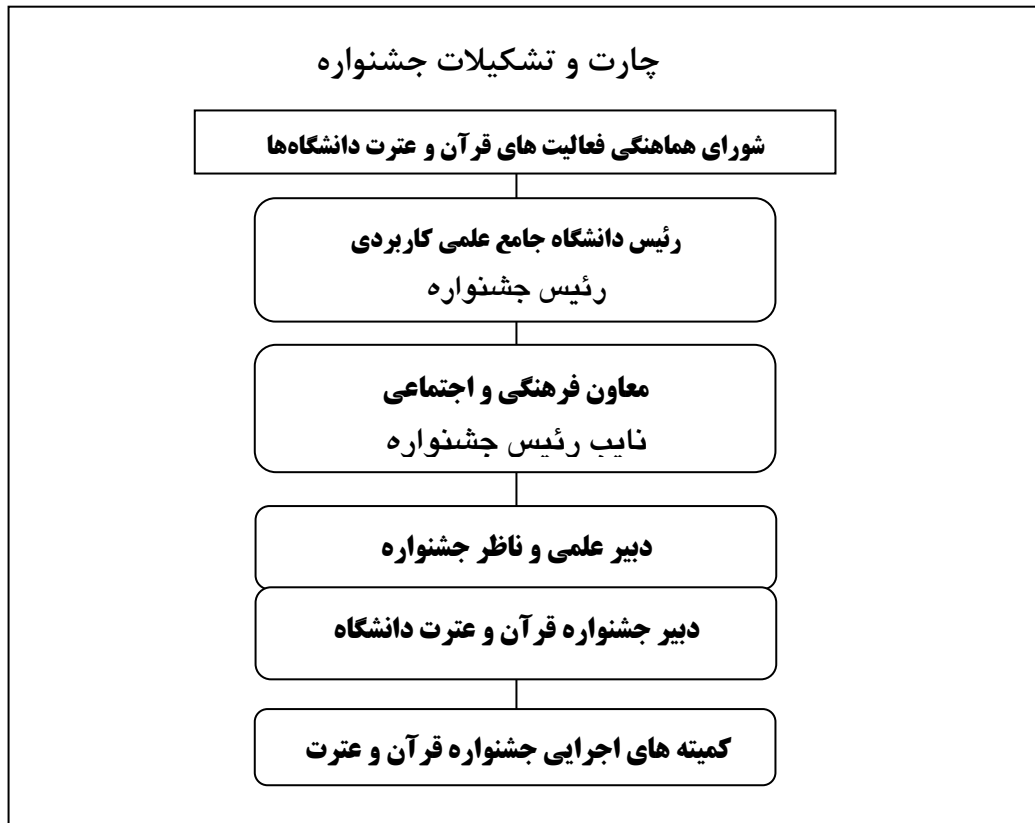 چارت و تشکیلات جشنواره
شورای هماهنگی فعالیت های قرآن و عترت دانشگاه‌ها
رئیس دانشگاه جامع علمی کاربردی
رئیس جشنواره
معاون فرهنگی و اجتماعی
نایب رئیس جشنواره
دبیر علمی و ناظر جشنواره
دبیر جشنواره قرآن و عترت دانشگاه
کمیته های اجرایی جشنواره قرآن و عترت